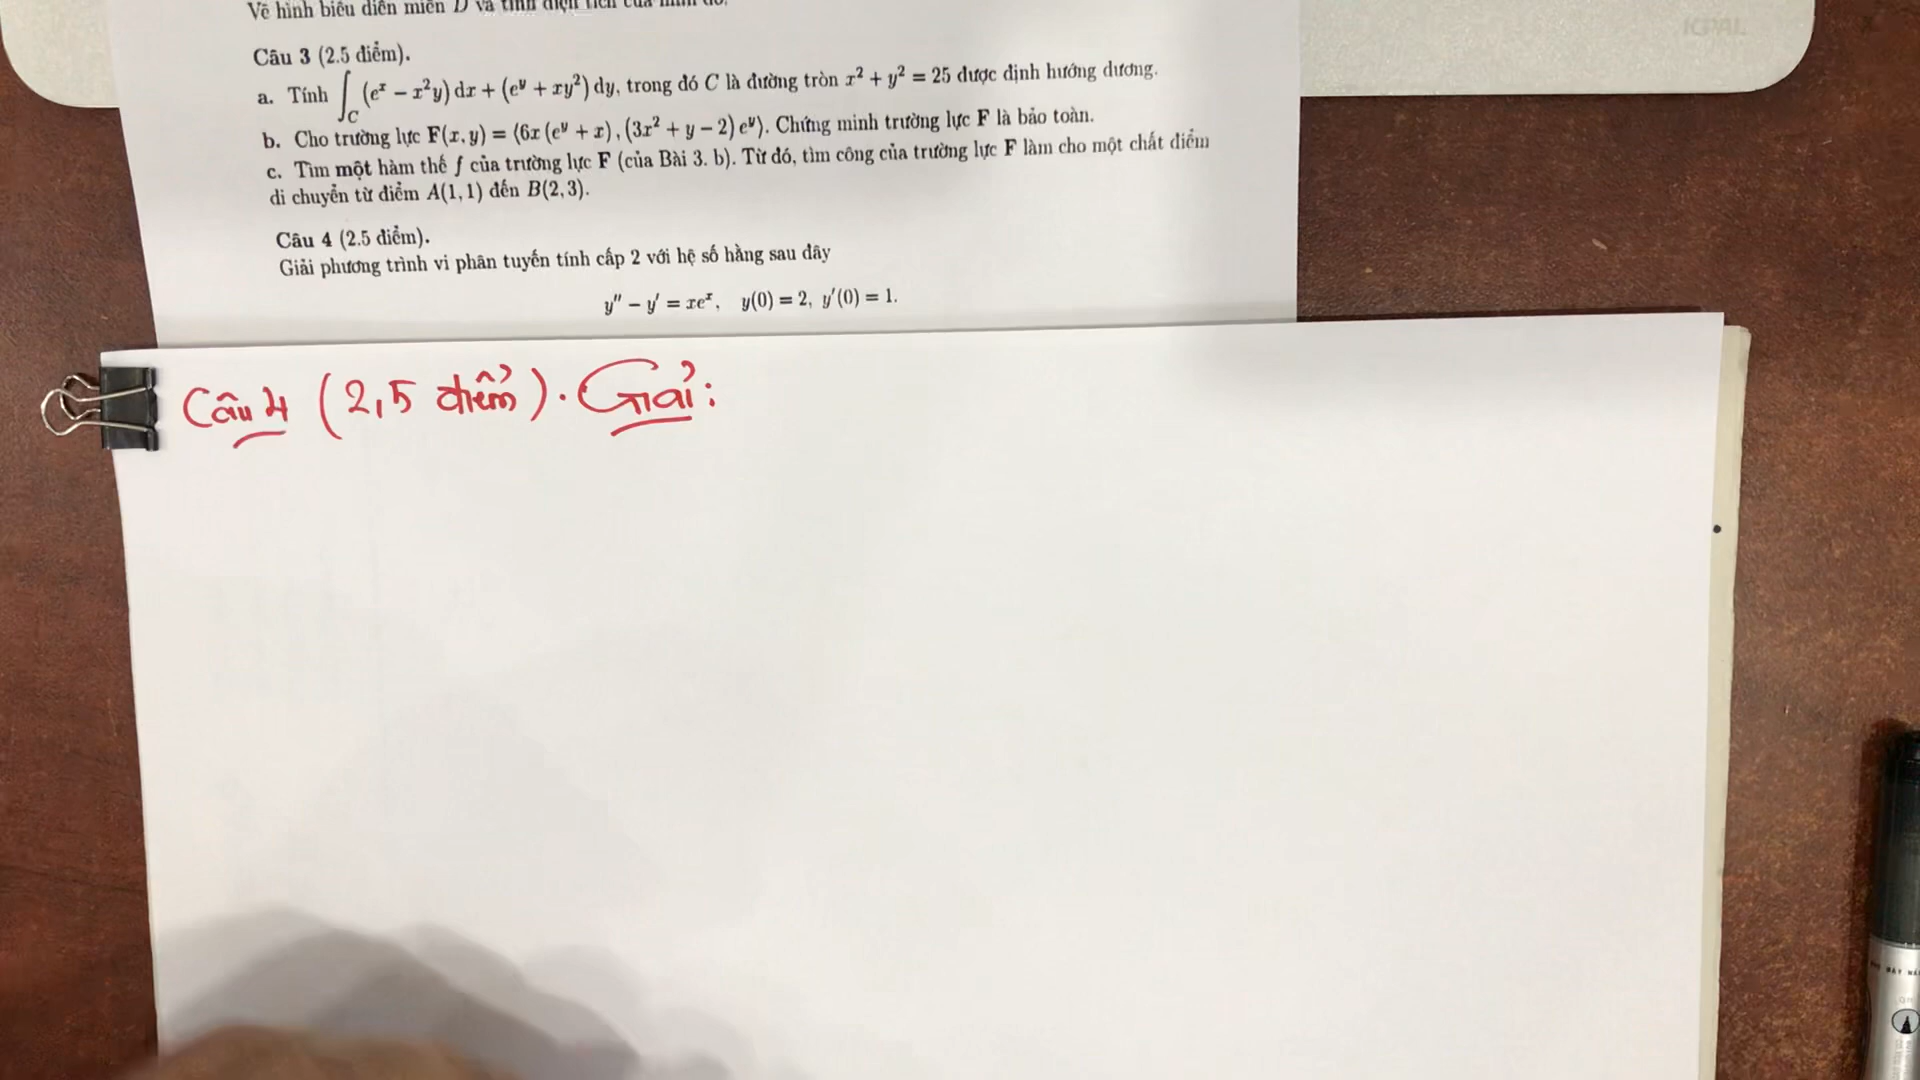 Vẽ hình biểu diễn miền D và tính diện tích của
Câu 3 (2.5 điểm).
a. Tính ∫_C (e^x − x²y) dx + (e^y + xy²) dy, trong đó C là đường tròn x² + y² = 25 được định hướng dương.
b. Cho trường lực F(x, y) = ⟨6x (e^y + x) , (3x² + y − 2) e^y⟩. Chứng minh trường lực F là bảo toàn.
c. Tìm một hàm thế f của trường lực F (của Bài 3. b). Từ đó, tìm công của trường lực F làm cho một chất điểm
di chuyển từ điểm A(1, 1) đến B(2, 3).
Câu 4 (2.5 điểm).
Giải phương trình vi phân tuyến tính cấp 2 với hệ số hằng sau đây
y″ − y′ = xe^x, y(0) = 2, y′(0) = 1.
Câu 4 (2,5 điểm). Giải: